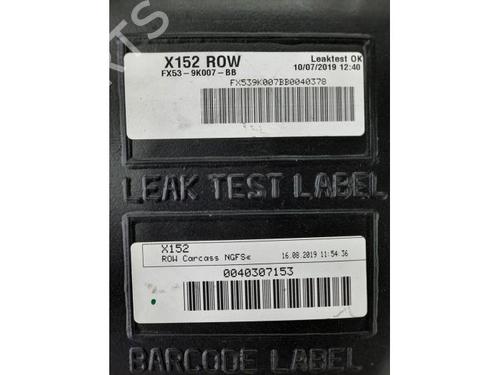 X152 ROW
Leaktest OK
FX53-9K007-BB
10/07/2019 12:40
FX539K007BB0040378
LEAK TEST LABEL
X152
ROW Carcass NGFS«
16.08.2019 11:54:36
0040307153
BARCODE LABEL